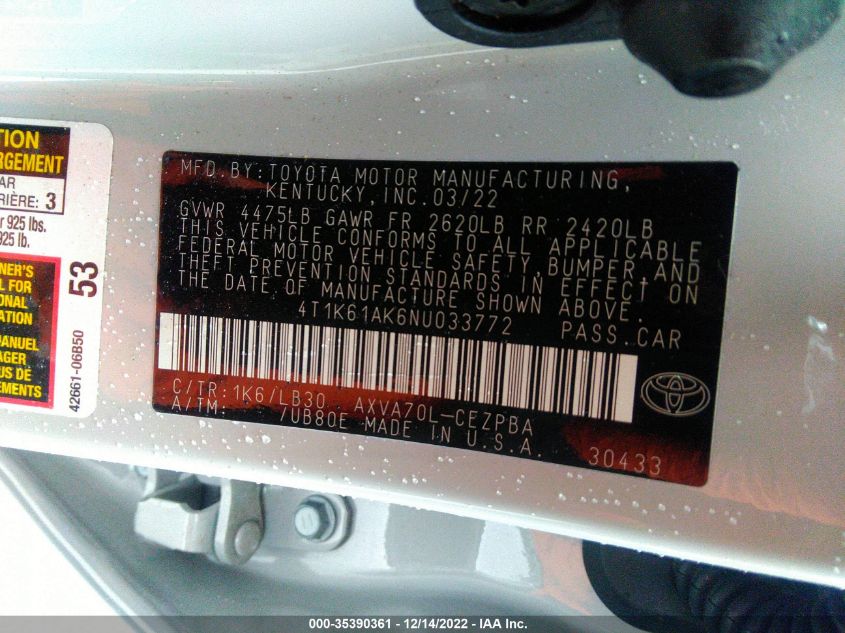 TION
RGEMENT
AR
RIÈRE: 3
r 925 lbs.
925 lb.
NER'S
L FOR
ONAL
ATION
MANUEL
AGER
US DE
EMENTS
53
42661-06B50
MFD.BY:TOYOTA MOTOR MANUFACTURING,
KENTUCKY,INC.03/22
GVWR 4475LB GAWR FR 2620LB RR 2420LB
THIS VEHICLE CONFORMS TO ALL APPLICABLE
FEDERAL MOTOR VEHICLE SAFETY,BUMPER,AND
THEFT PREVENTION STANDARDS IN EFFECT ON
THE DATE OF MANUFACTURE SHOWN ABOVE.
4T1K61AK6NU033772 PASS.CAR
C/TR:1K6/LB30 AXVA70L-CEZPBA
A/TM: /UB80E MADE IN U.S.A. 30433
000-35390361 - 12/14/2022 - IAA Inc.